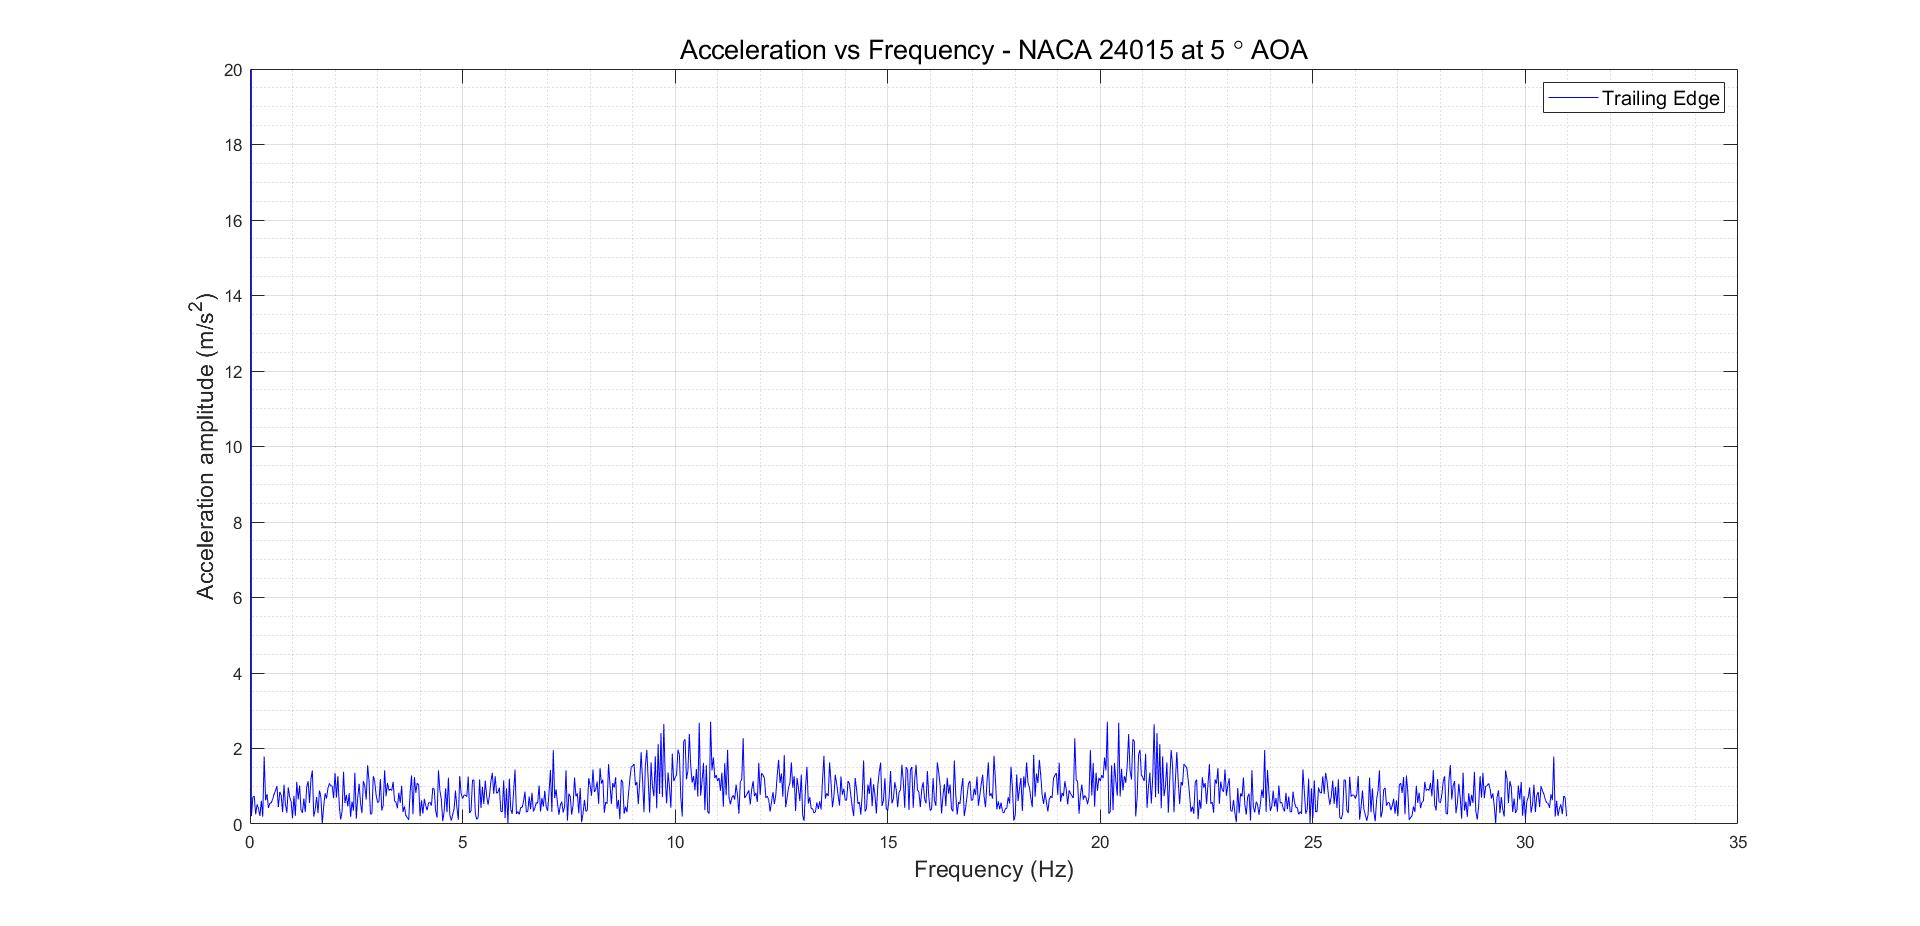 Acceleration vs Frequency - NACA 24015 at 5 ° AOA
Trailing Edge
20
18
16
14
12
10
8
6
4
2
0
Acceleration amplitude (m/s²)
0 5 10 15 20 25 30 35
Frequency (Hz)